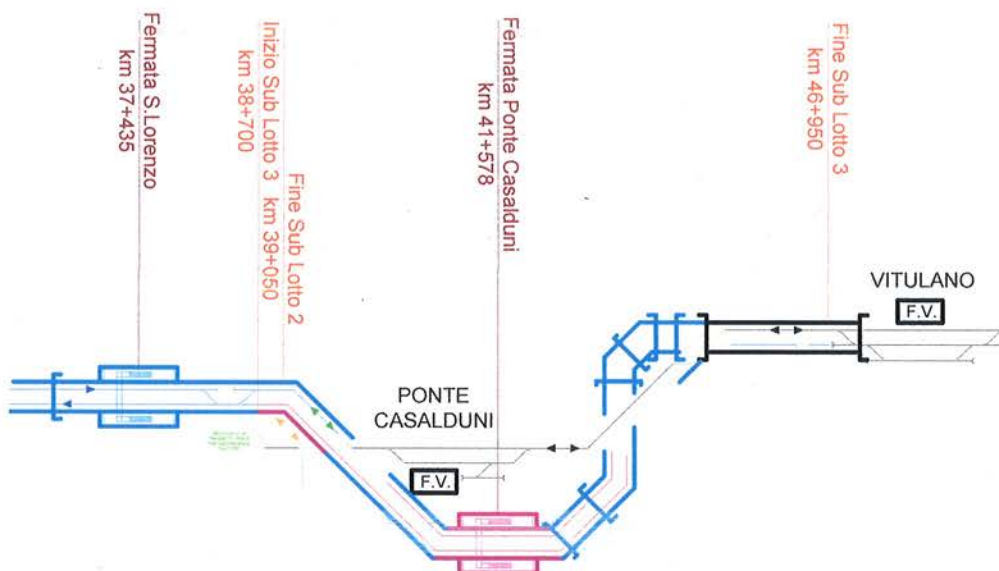 Fermata S.Lorenzo
km 37+435
Inizio Sub Lotto 3
km 38+700
Fine Sub Lotto 2
km 39+050
Fermata Ponte Casalduni
km 41+578
Fine Sub Lotto 3
km 46+950
VITULANO
F.V.
PONTE
CASALDUNI
F.V.